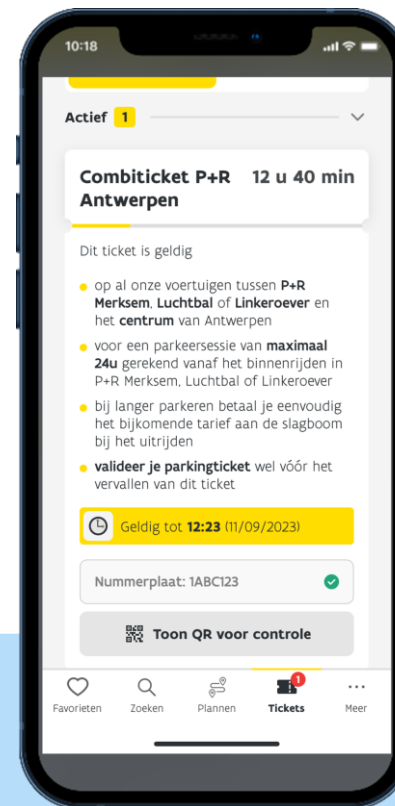 10:18
Actief 1
Combiticket P+R 12 u 40 min
Antwerpen
Dit ticket is geldig
op al onze voertuigen tussen P+R
Merksem, Luchtbal of Linkeroever en
het centrum van Antwerpen
voor een parkeersessie van maximaal
24u gerekend vanaf het binnenrijden in
P+R Merksem, Luchtbal of Linkeroever
bij langer parkeren betaal je eenvoudig
het bijkomende tarief aan de slagboom
bij het uitrijden
valideer je parkingticket wel vóór het
vervallen van dit ticket
Geldig tot 12:23 (11/09/2023)
Nummerplaat: 1ABC123
Toon QR voor controle
1
Favorieten Zoeken Plannen Tickets Meer